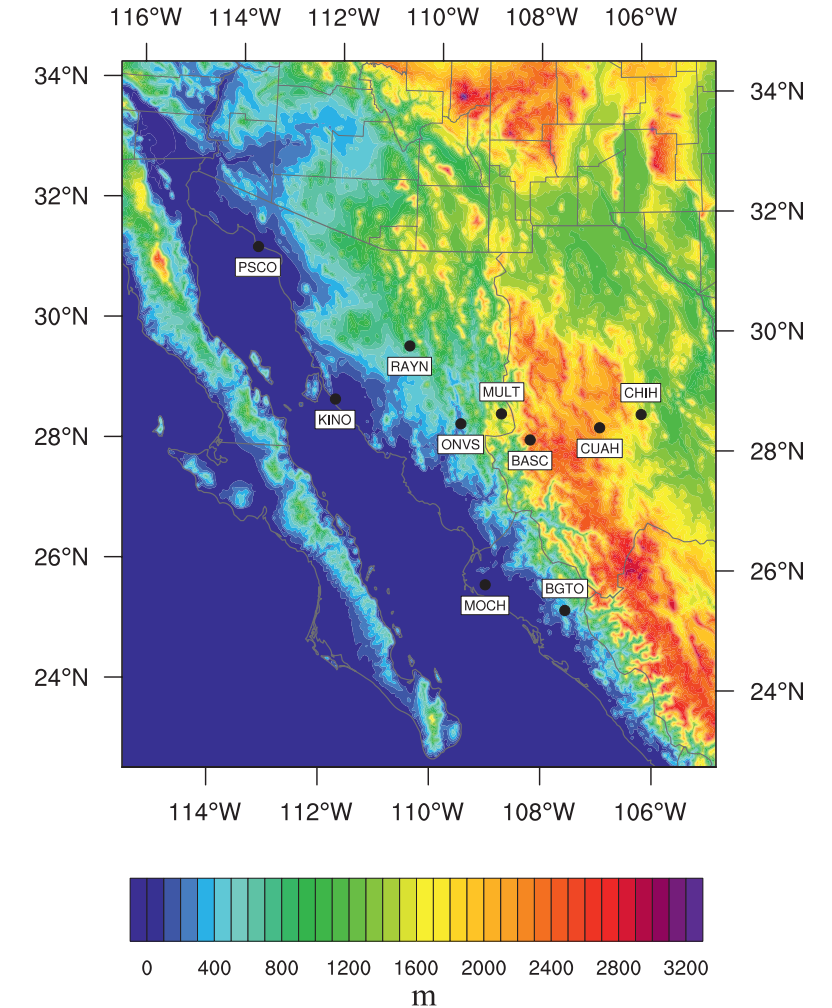 116°W 114°W 112°W 110°W 108°W 106°W
34°N 34°N
32°N 32°N
PSCO
30°N 30°N
RAYN
MULT CHIH
KINO
28°N ONVS CUAH 28°N
BASC
26°N 26°N
BGTO
MOCH
24°N 24°N
114°W 112°W 110°W 108°W 106°W
0 400 800 1200 1600 2000 2400 2800 3200
m